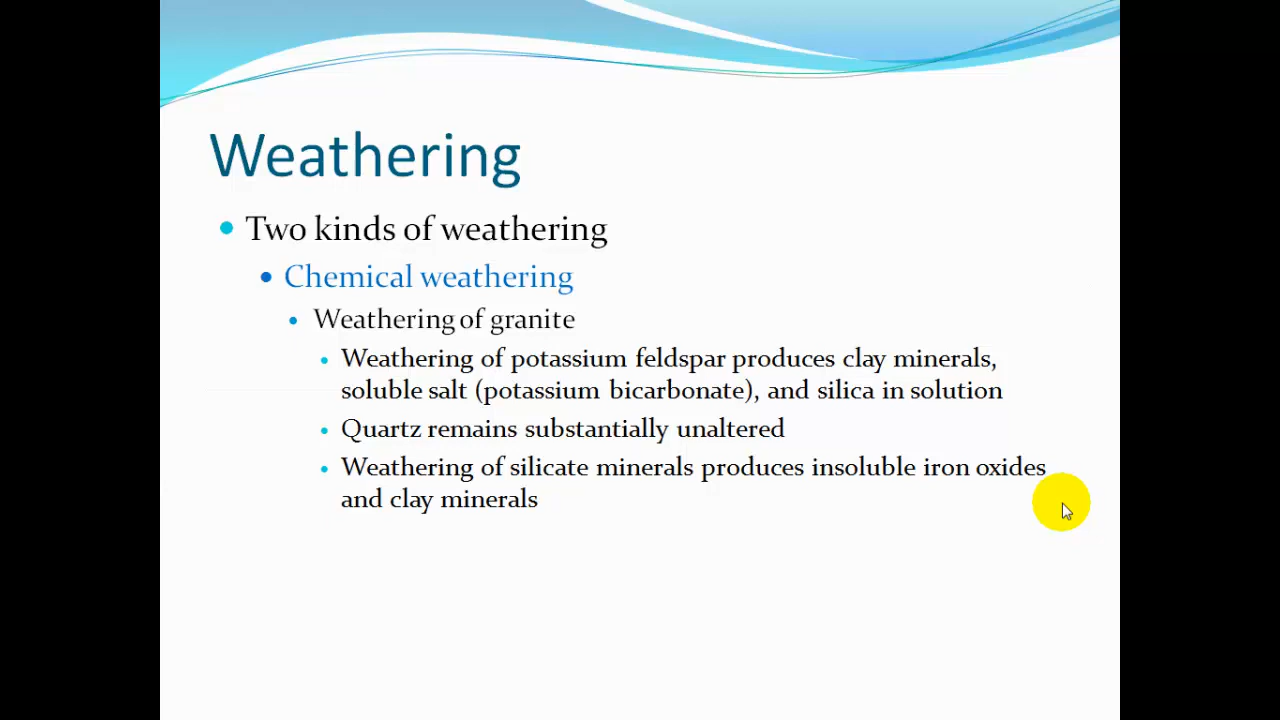 Weathering
Two kinds of weathering
Chemical weathering
Weathering of granite
Weathering of potassium feldspar produces clay minerals,
soluble salt (potassium bicarbonate), and silica in solution
Quartz remains substantially unaltered
Weathering of silicate minerals produces insoluble iron oxides
and clay minerals